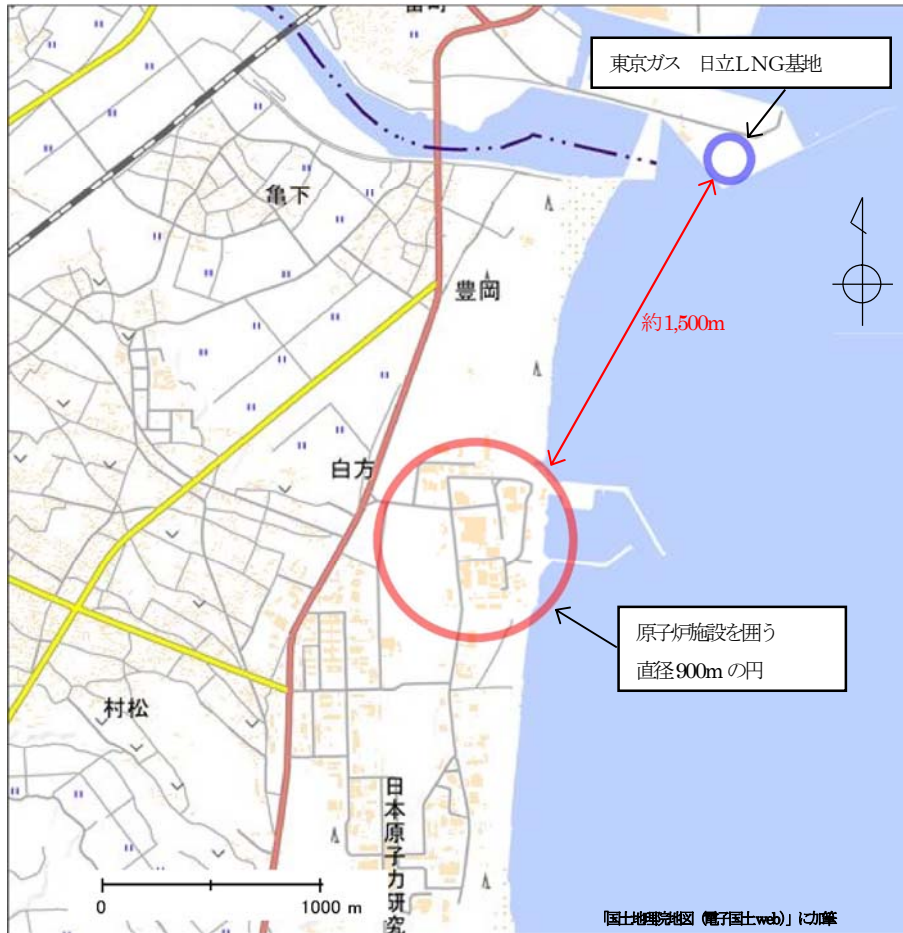 東京ガス　日立LNG基地
亀下
豊岡
約1,500m
白方
原子炉施設を囲う
直径900mの円
村松
日本原子力研究
0
1000 m
「国土地理院地図（電子国土web）」に加筆